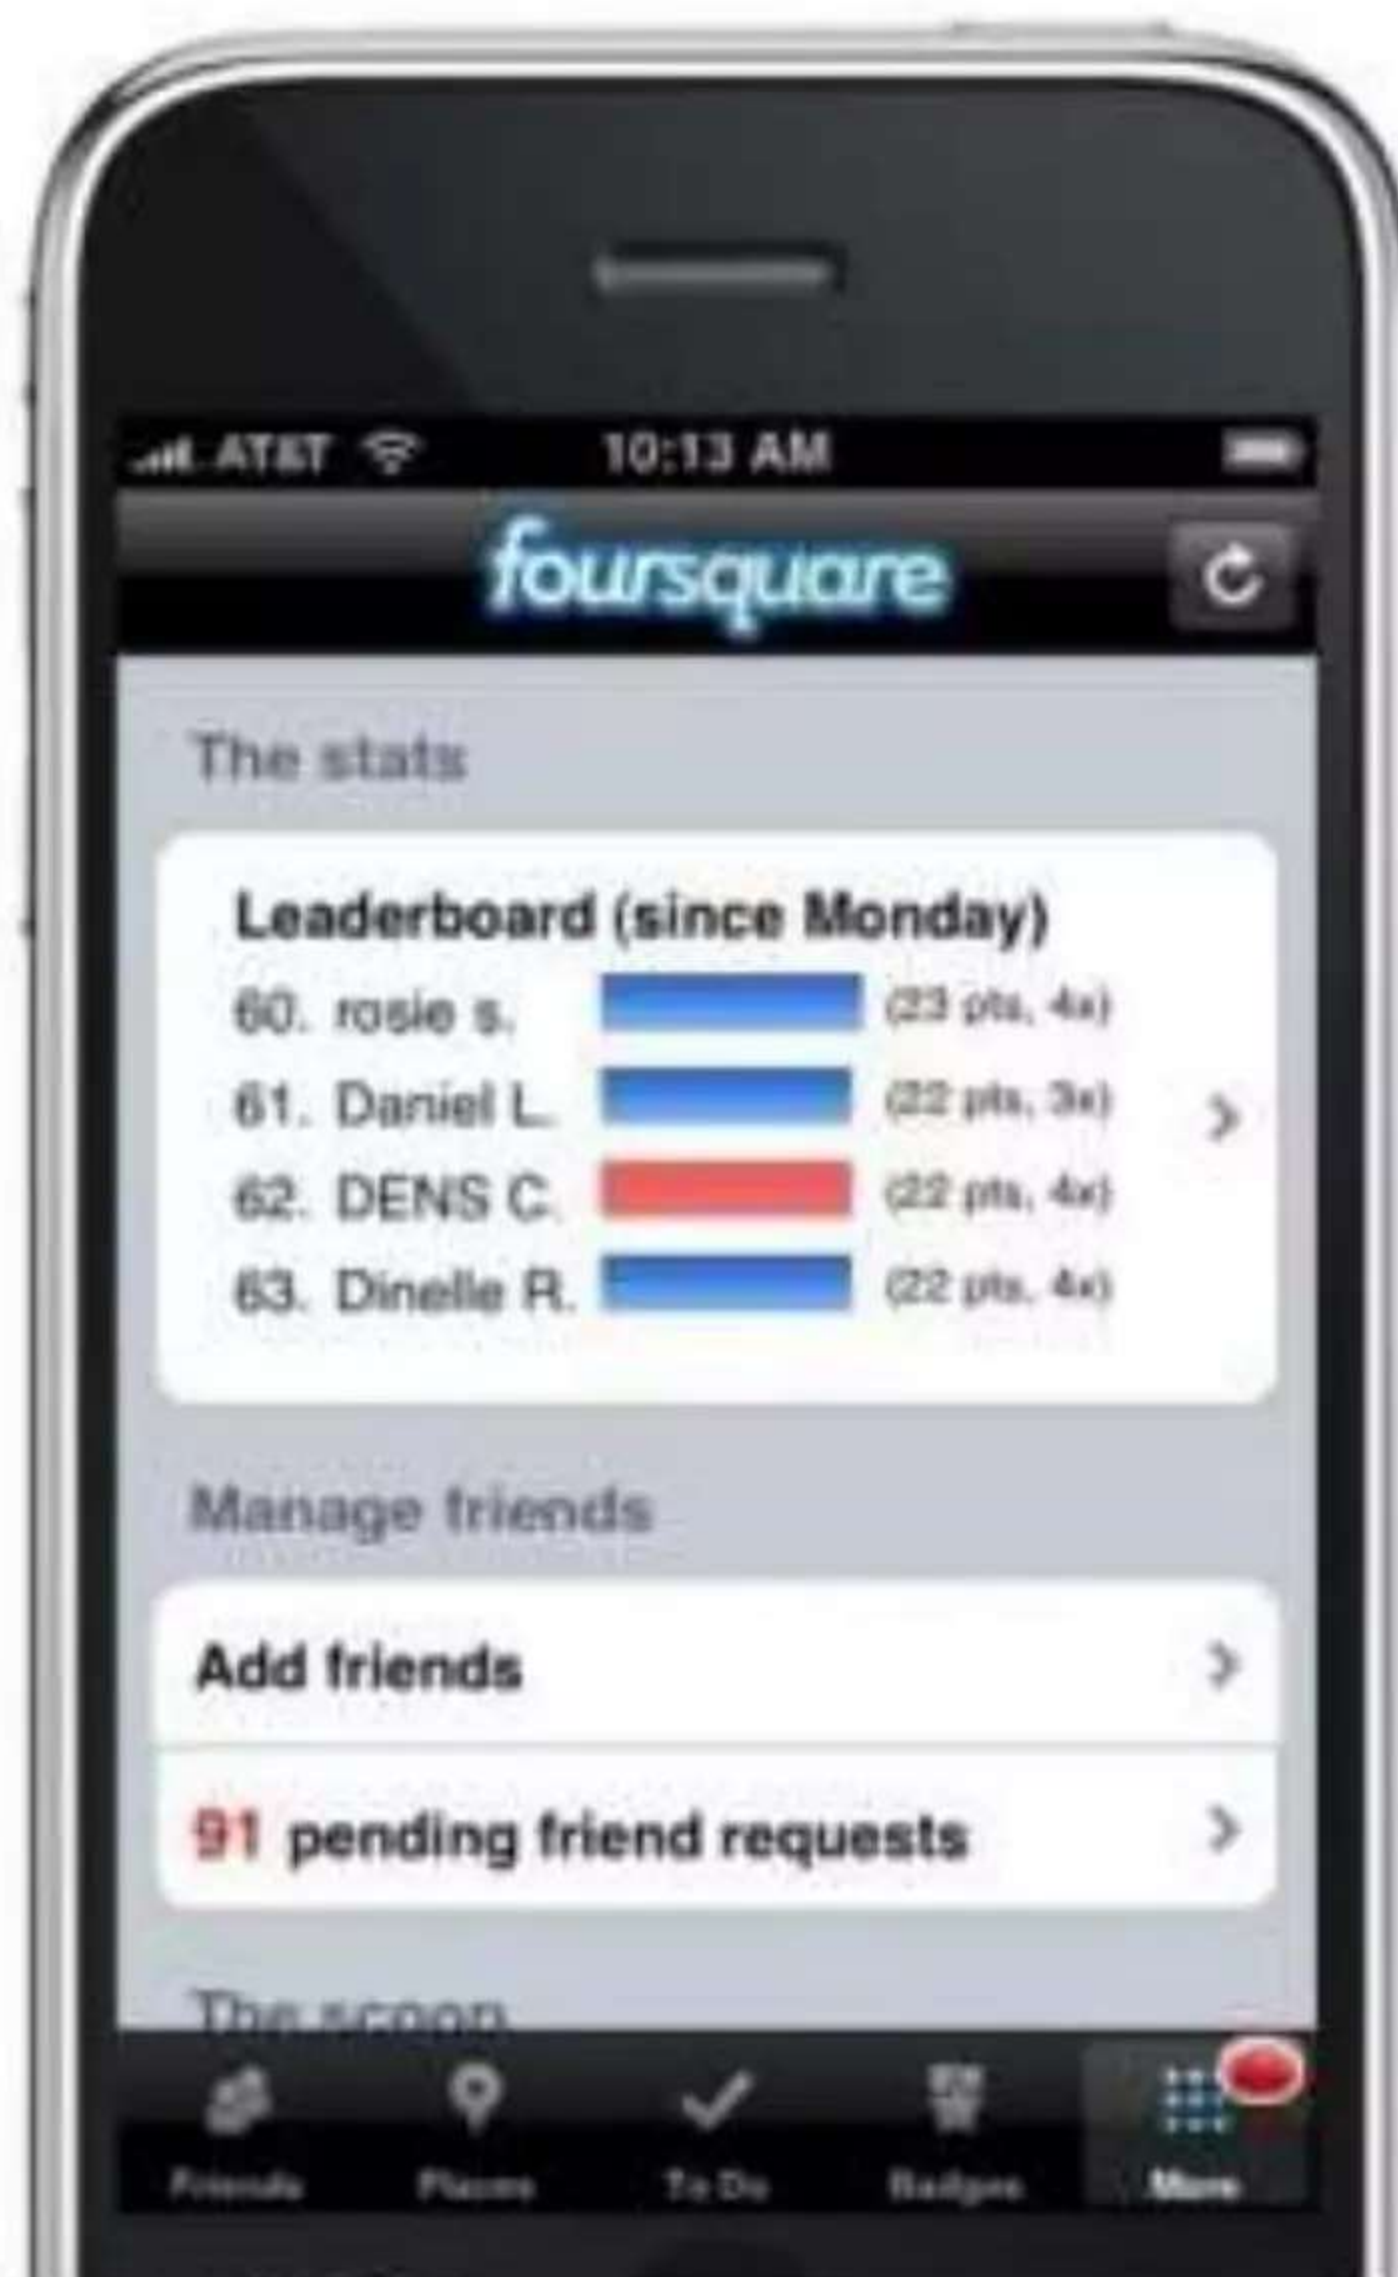 AT&T 10:13 AM
foursquare
The stats
Leaderboard (since Monday)
60. rosie s. (23 pts, 4x)
61. Daniel L. (22 pts, 3x)
62. DENS C. (22 pts, 4x)
63. Dinelle R. (22 pts, 4x)
Manage friends
Add friends
91 pending friend requests
The scoop
Friends Places To Do Badges More